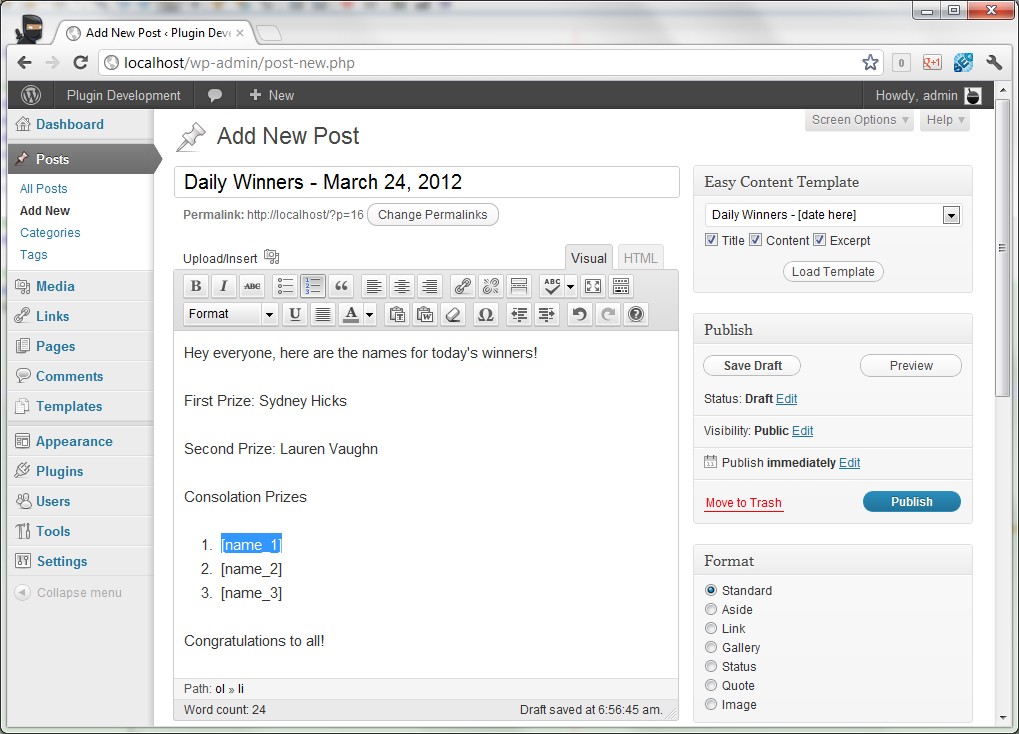 Add New Post ‹ Plugin Deve
localhost/wp-admin/post-new.php
0
g+1
Plugin Development
+ New
Howdy, admin
Dashboard
Posts
All Posts
Add New
Categories
Tags
Media
Links
Pages
Comments
Templates
Appearance
Plugins
Users
Tools
Settings
Collapse menu
Screen Options
Help
Add New Post
Daily Winners - March 24, 2012
Permalink: http://localhost/?p=16 Change Permalinks
Upload/Insert
Visual
HTML
B I ABC ABC
Format U A Ω
Hey everyone, here are the names for today's winners!
First Prize: Sydney Hicks
Second Prize: Lauren Vaughn
Consolation Prizes
1. [name_1]
2. [name_2]
3. [name_3]
Congratulations to all!
Path: ol » li
Word count: 24
Draft saved at 6:56:45 am.
Easy Content Template
Daily Winners - [date here]
Title Content Excerpt
Load Template
Publish
Save Draft
Preview
Status: Draft Edit
Visibility: Public Edit
Publish immediately Edit
Move to Trash
Publish
Format
Standard
Aside
Link
Gallery
Status
Quote
Image